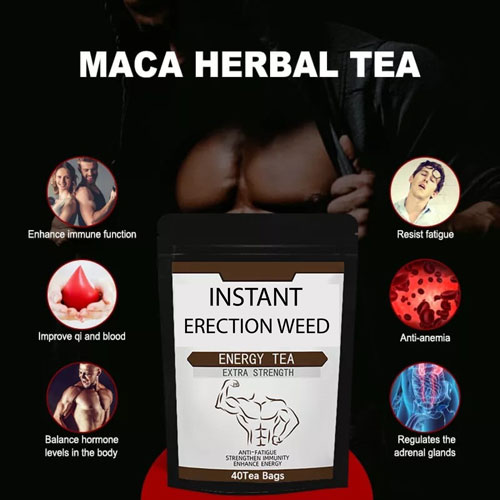 MACA HERBAL TEA
Enhance immune function
Resist fatigue
INSTANT
ERECTION WEED
ENERGY TEA
EXTRA STRENGTH
Improve qi and blood
Anti-anemia
ANTI-FATIGUE
STRENGTHEN IMMUNITY
ENHANCE ENERGY
40Tea Bags
Balance hormone
levels in the body
Regulates the
adrenal glands